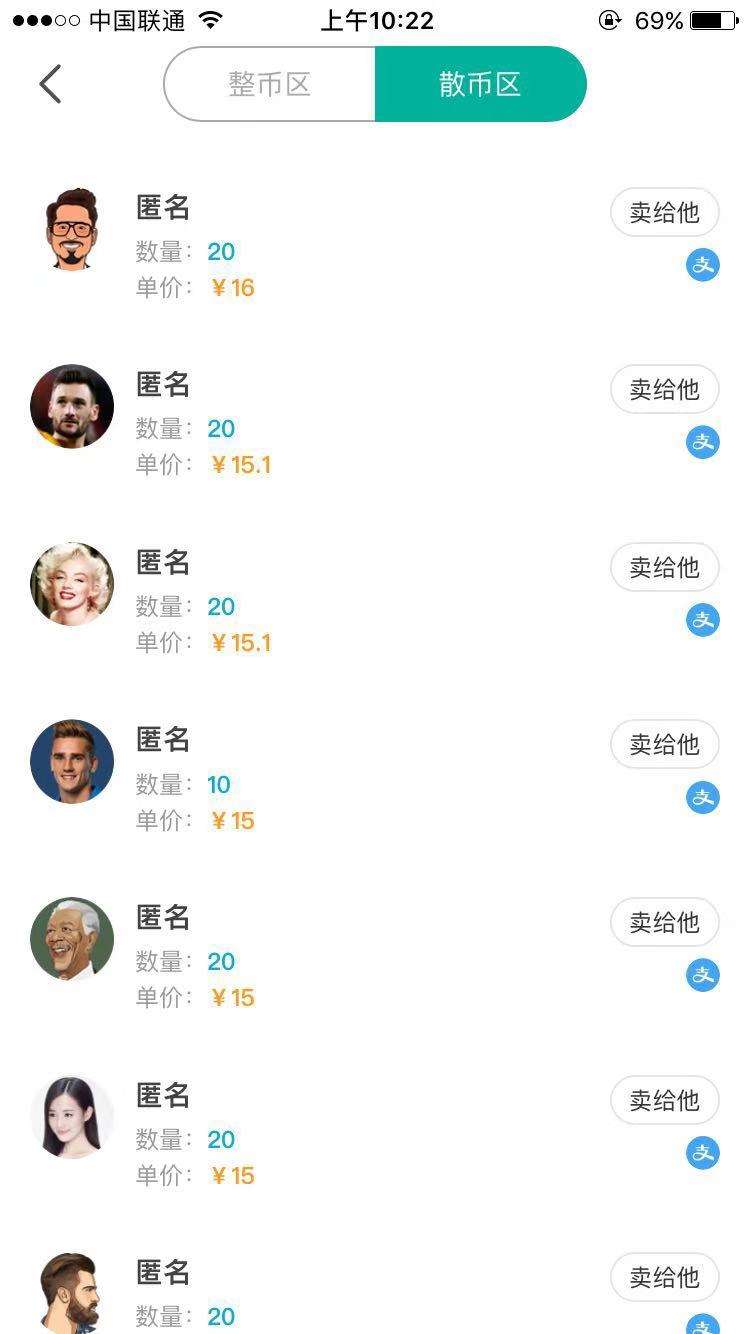 中国联通 上午10:22 69%
整币区 散币区
匿名 卖给他
数量：20 支
单价：￥16
匿名 卖给他
数量：20 支
单价：￥15.1
匿名 卖给他
数量：20 支
单价：￥15.1
匿名 卖给他
数量：10 支
单价：￥15
匿名 卖给他
数量：20 支
单价：￥15
匿名 卖给他
数量：20 支
单价：￥15
匿名 卖给他
数量：20 支